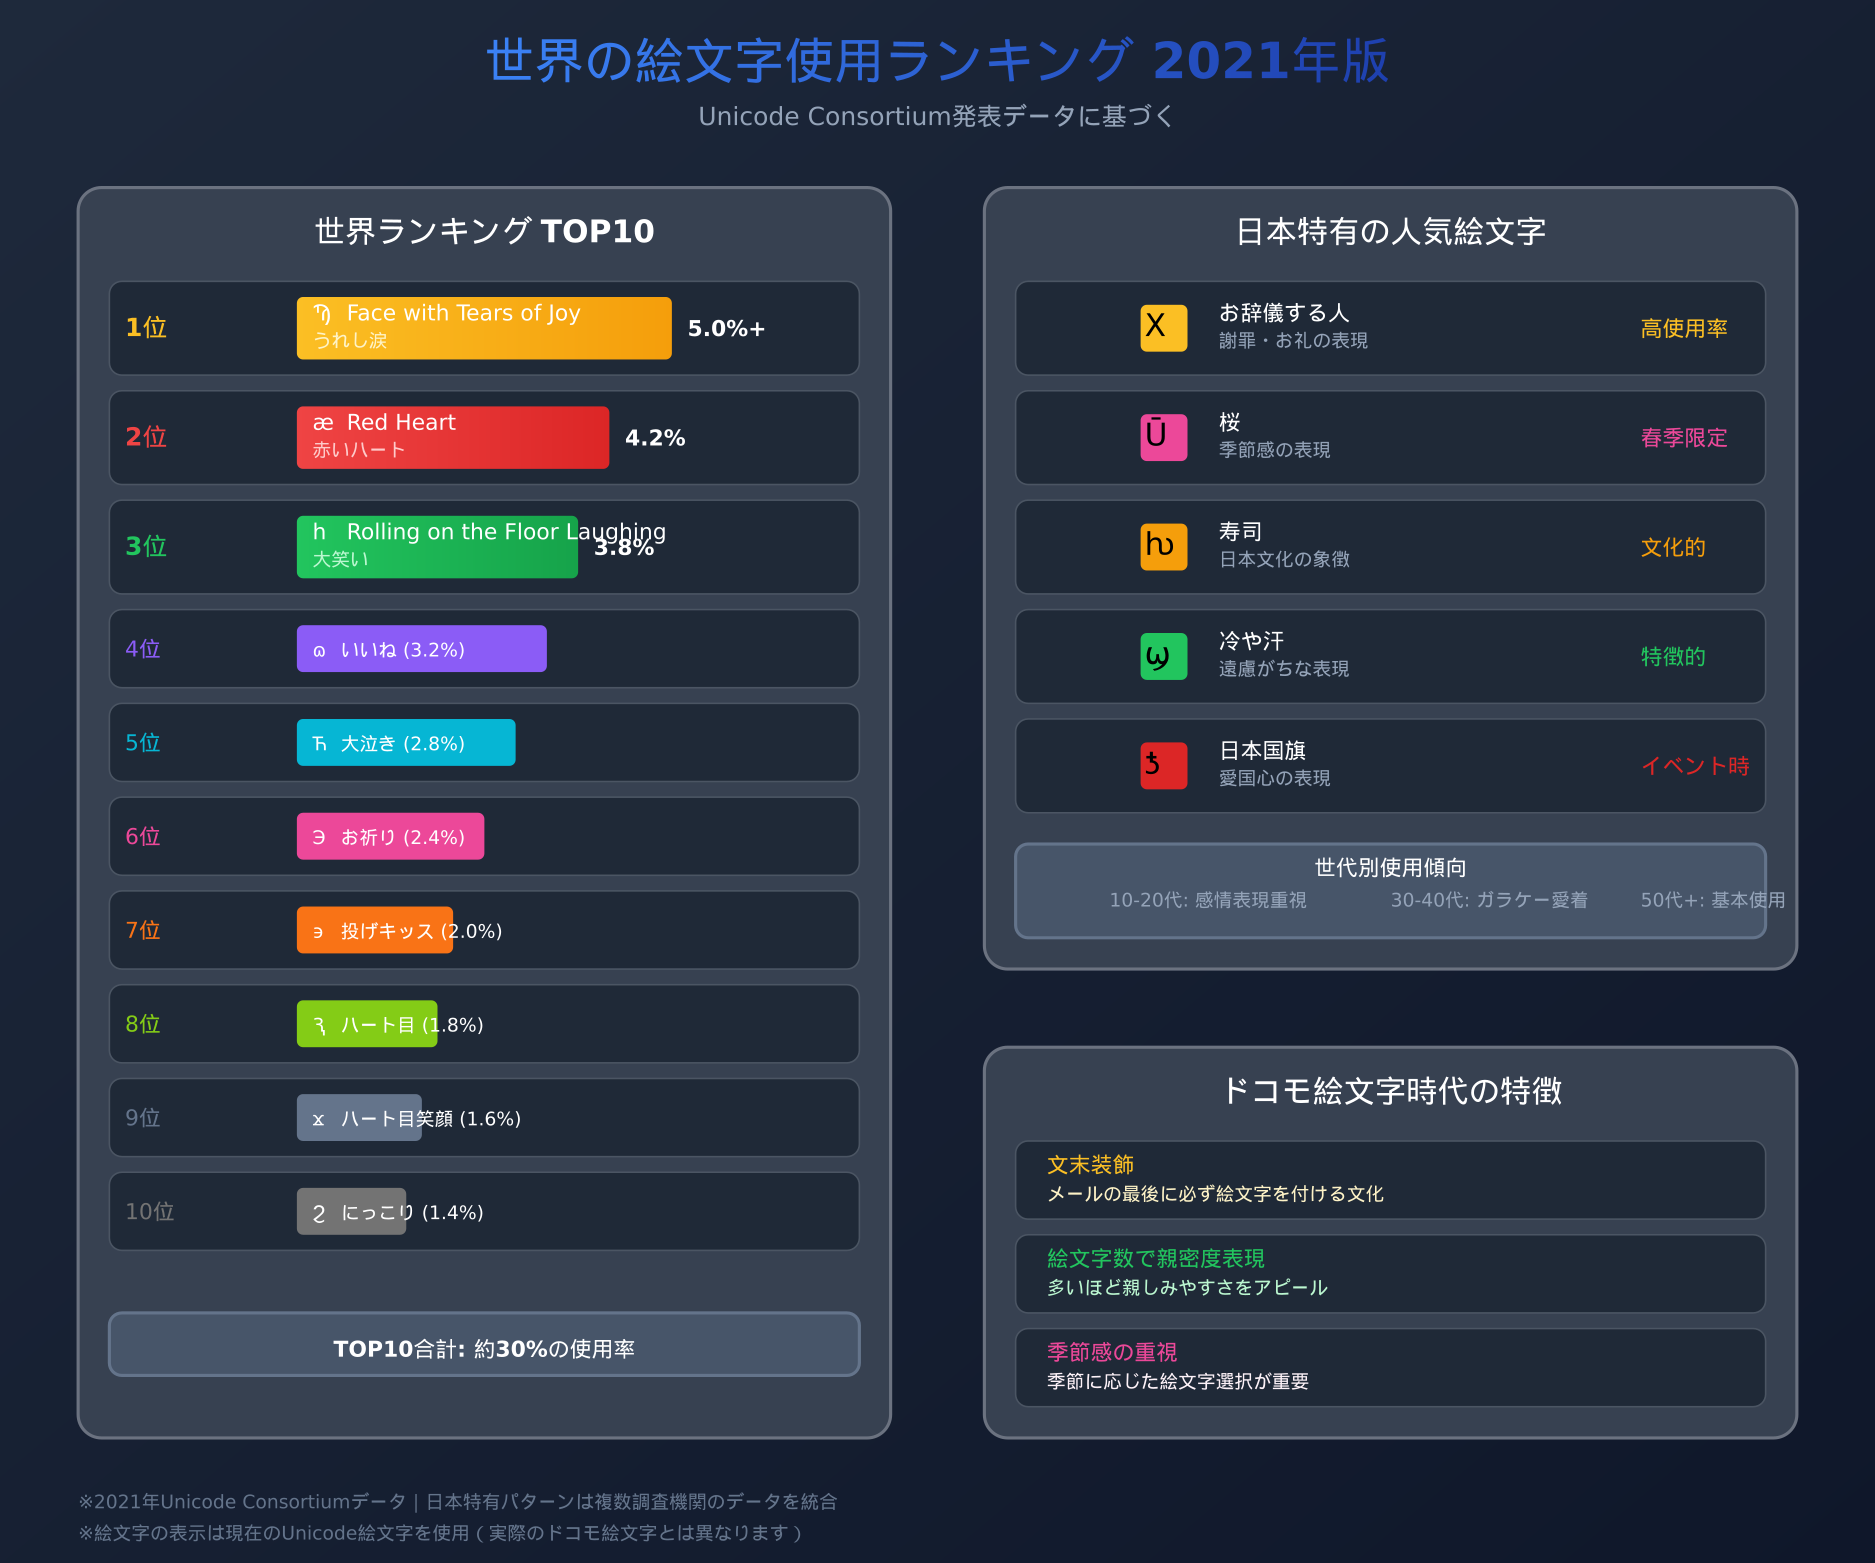 世界の絵文字使用ランキング 2021年版
Unicode Consortium発表データに基づく
世界ランキング TOP10
1位
Face with Tears of Joy
うれし涙
5.0%+
2位
æ Red Heart
赤いハート
4.2%
3位
h Rolling on the Floor Laughing
大笑い
3.8%
4位
いいね (3.2%)
5位
Ћ 大泣き (2.8%)
6位
Э お祈り (2.4%)
7位
э 投げキッス (2.0%)
8位
ハート目 (1.8%)
9位
x ハート目笑顔 (1.6%)
10位
にっこり (1.4%)
TOP10合計: 約30%の使用率
日本特有の人気絵文字
X
お辞儀する人
謝罪・お礼の表現
高使用率
Ū
桜
季節感の表現
春季限定
寿司
日本文化の象徴
文化的
冷や汗
遠慮がちな表現
特徴的
日本国旗
愛国心の表現
イベント時
世代別使用傾向
10-20代: 感情表現重視
30-40代: ガラケー愛着
50代+: 基本使用
ドコモ絵文字時代の特徴
文末装飾
メールの最後に必ず絵文字を付ける文化
絵文字数で親密度表現
多いほど親しみやすさをアピール
季節感の重視
季節に応じた絵文字選択が重要
※2021年Unicode Consortiumデータ | 日本特有パターンは複数調査機関のデータを統合
※絵文字の表示は現在のUnicode絵文字を使用（実際のドコモ絵文字とは異なります）